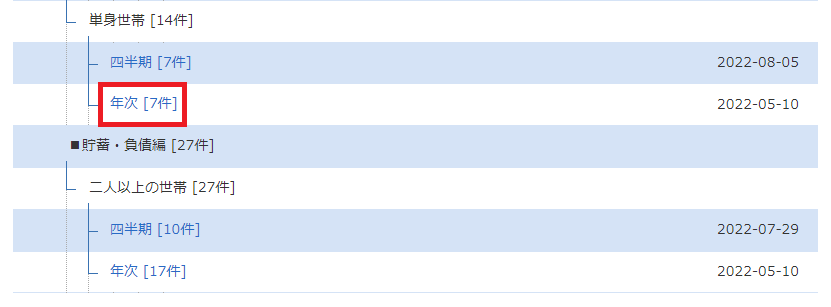 単身世帯 [14件]
四半期 [7件] 2022-08-05
年次 [7件] 2022-05-10
■貯蓄・負債編 [27件]
二人以上の世帯 [27件]
四半期 [10件] 2022-07-29
年次 [17件] 2022-05-10